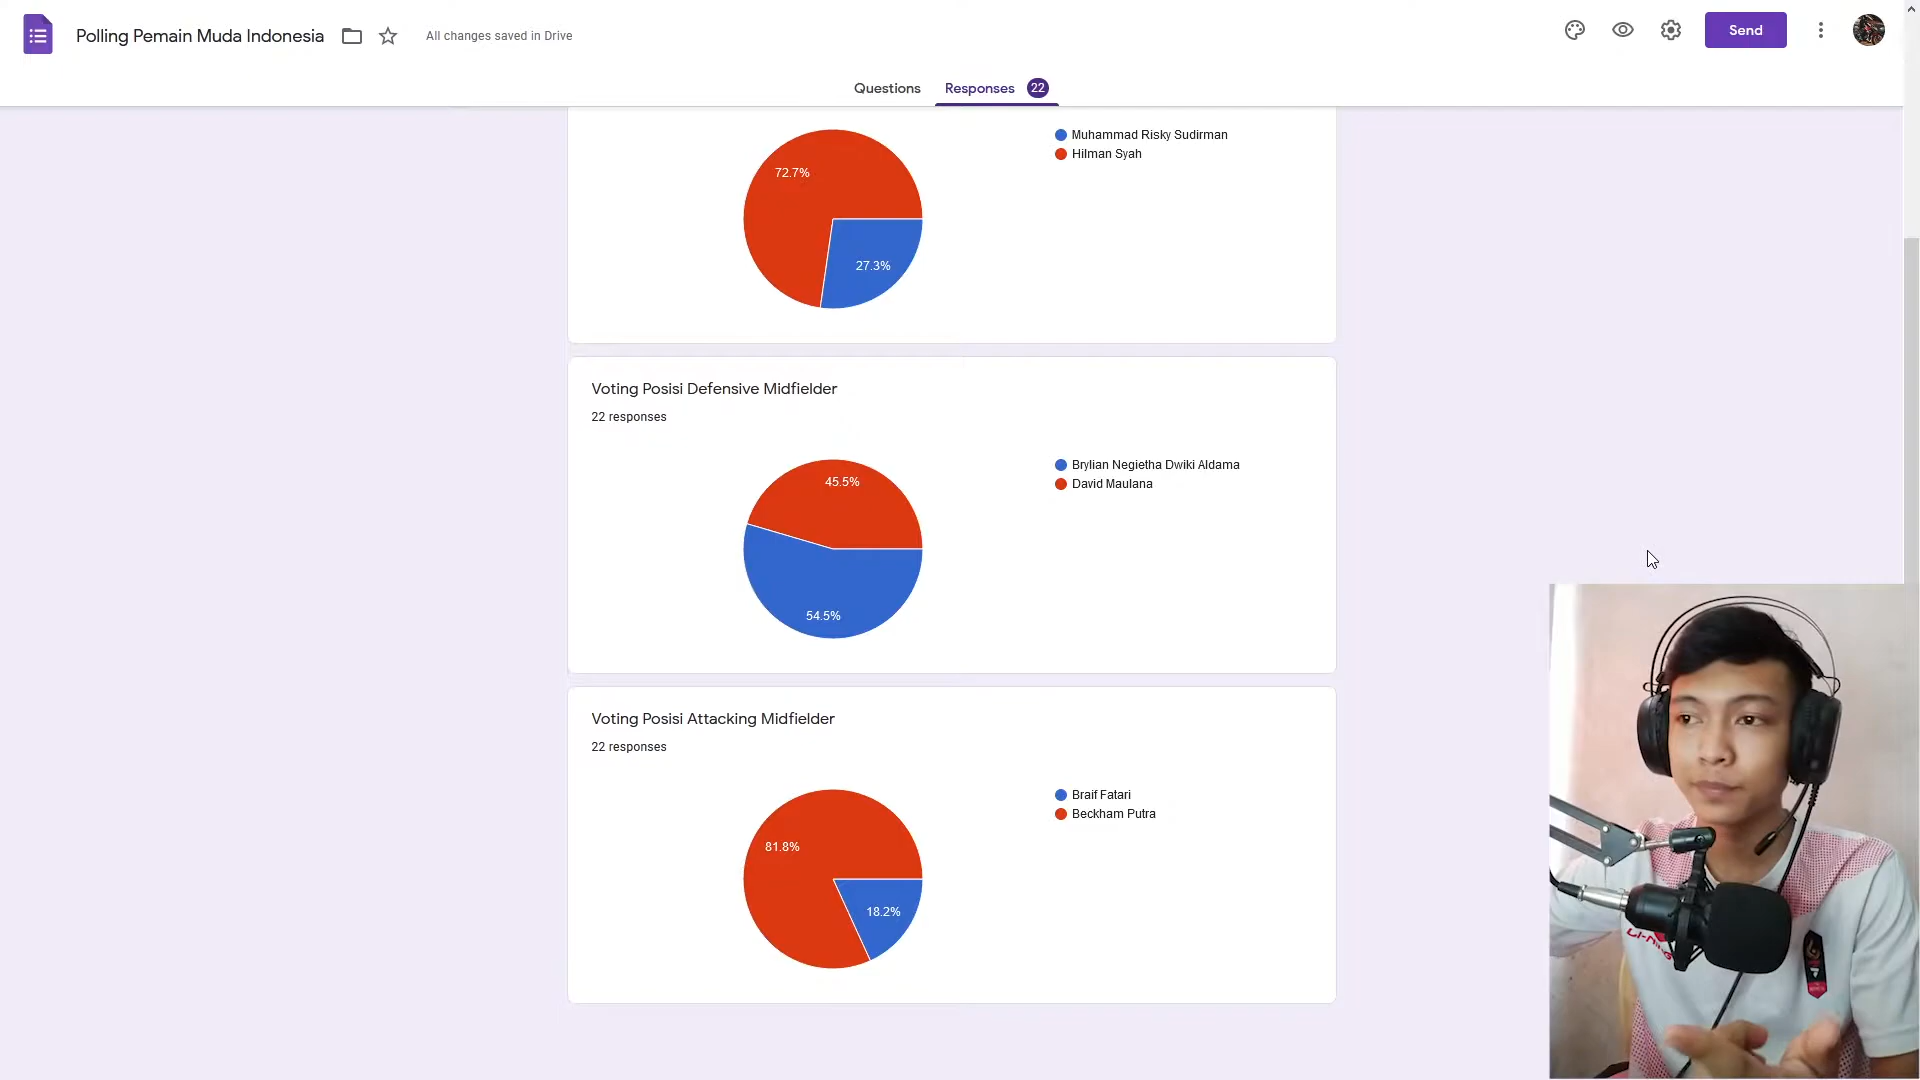 Polling Pemain Muda Indonesia
All changes saved in Drive
Send
Questions
Responses 22
Muhammad Risky Sudirman
Hilman Syah
72.7%
27.3%
Voting Posisi Defensive Midfielder
22 responses
Brylian Negietha Dwiki Aldama
David Maulana
45.5%
54.5%
Voting Posisi Attacking Midfielder
22 responses
Braif Fatari
Beckham Putra
81.8%
18.2%